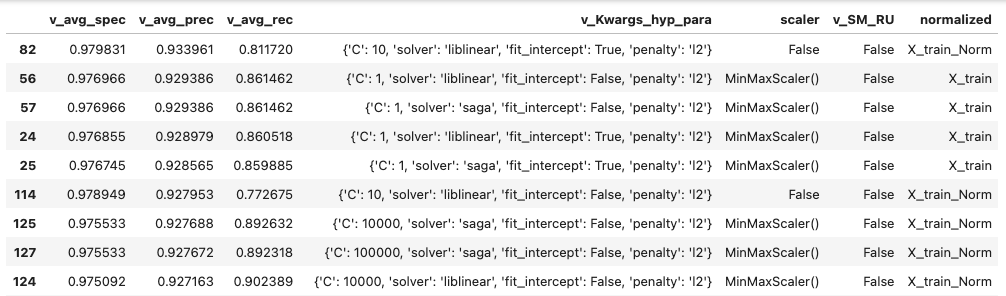 v_avg_spec v_avg_prec v_avg_rec v_Kwargs_hyp_para scaler v_SM_RU normalized
82 0.979831 0.933961 0.811720 {'C': 10, 'solver': 'liblinear', 'fit_intercept': True, 'penalty': 'l2'} False False X_train_Norm
56 0.976966 0.929386 0.861462 {'C': 1, 'solver': 'liblinear', 'fit_intercept': False, 'penalty': 'l2'} MinMaxScaler() False X_train
57 0.976966 0.929386 0.861462 {'C': 1, 'solver': 'saga', 'fit_intercept': False, 'penalty': 'l2'} MinMaxScaler() False X_train
24 0.976855 0.928979 0.860518 {'C': 1, 'solver': 'liblinear', 'fit_intercept': True, 'penalty': 'l2'} MinMaxScaler() False X_train
25 0.976745 0.928565 0.859885 {'C': 1, 'solver': 'saga', 'fit_intercept': True, 'penalty': 'l2'} MinMaxScaler() False X_train
114 0.978949 0.927953 0.772675 {'C': 10, 'solver': 'liblinear', 'fit_intercept': False, 'penalty': 'l2'} False False X_train_Norm
125 0.975533 0.927688 0.892632 {'C': 10000, 'solver': 'saga', 'fit_intercept': False, 'penalty': 'l2'} MinMaxScaler() False X_train_Norm
127 0.975533 0.927672 0.892318 {'C': 100000, 'solver': 'saga', 'fit_intercept': False, 'penalty': 'l2'} MinMaxScaler() False X_train_Norm
124 0.975092 0.927163 0.902389 {'C': 10000, 'solver': 'liblinear', 'fit_intercept': False, 'penalty': 'l2'} MinMaxScaler() False X_train_Norm